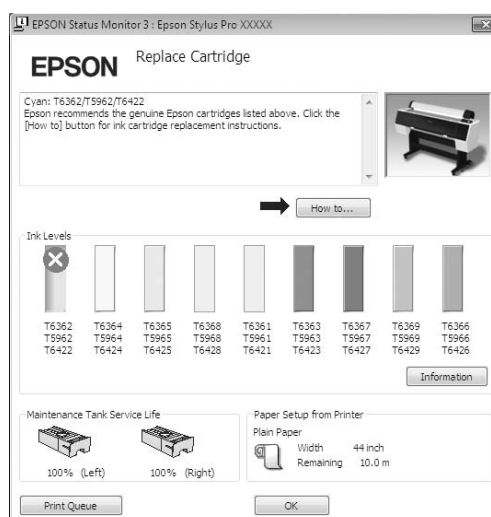 EPSON Status Monitor 3 : Epson Stylus Pro XXXXX
EPSON
Replace Cartridge
Cyan: T6362/T5962/T6422
Epson recommends the genuine Epson cartridges listed above. Click the
[How to] button for ink cartridge replacement instructions.
How to...
Ink Levels
T6362 T6364 T6365 T6368 T6361 T6363 T6367 T6369 T6366
T5962 T5964 T5965 T5968 T5961 T5963 T5967 T5969 T5966
T6422 T6424 T6425 T6428 T6421 T6423 T6427 T6429 T6426
Information
Maintenance Tank Service Life
100% (Left) 100% (Right)
Paper Setup from Printer
Plain Paper
Width 44 inch
Remaining 10.0 m
Print Queue
OK